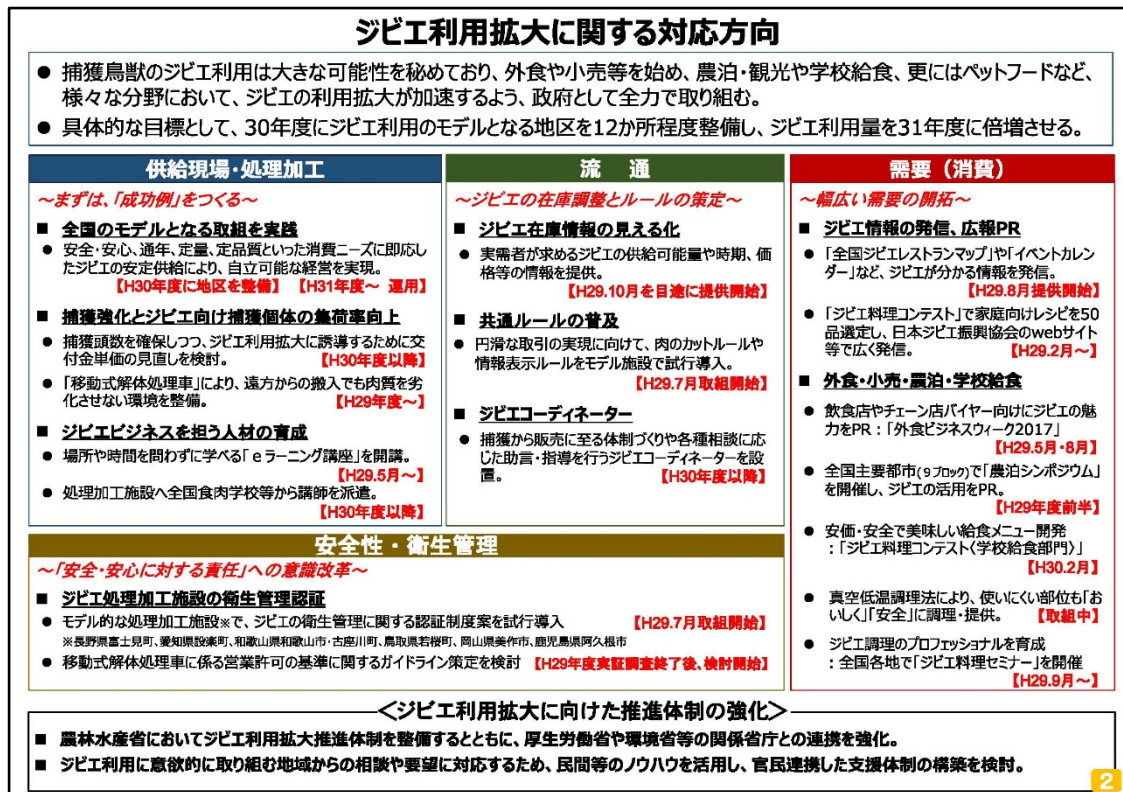 ジビエ利用拡大に関する対応方向
● 捕獲鳥獣のジビエ利用は大きな可能性を秘めており、外食や小売等を始め、農泊・観光や学校給食、更にはペットフードなど、
様々な分野において、ジビエの利用拡大が加速するよう、政府として全力で取り組む。
● 具体的な目標として、30年度にジビエ利用のモデルとなる地区を12か所程度整備し、ジビエ利用量を31年度に倍増させる。
供給現場・処理加工
～まずは、「成功例」をつくる～
■ 全国のモデルとなる取組を実践
● 安全・安心、通年、定量、定品質といった消費ニーズに即応し
たジビエの安定供給により、自立可能な経営を実現。
【H30年度に地区を整備】 【H31年度～ 運用】
■ 捕獲強化とジビエ向け捕獲個体の集荷率向上
● 捕獲頭数を確保しつつ、ジビエ利用拡大に誘導するために交
付金単価の見直しを検討。 【H30年度以降】
● 「移動式解体処理車」により、遠方からの搬入でも肉質を劣
化させない環境を整備。 【H29年度～】
■ ジビエビジネスを担う人材の育成
● 場所や時間を問わずに学べる「eラーニング講座」を開講。
【H29.5月～】
● 処理加工施設へ全国食肉学校等から講師を派遣。
【H30年度以降】
流 通
～ジビエの在庫調整とルールの策定～
■ ジビエ在庫情報の見える化
● 実需者が求めるジビエの供給可能量や時期、価
格等の情報を提供。
【H29.10月を目途に提供開始】
■ 共通ルールの普及
● 円滑な取引の実現に向けて、肉のカットルールや
情報表示ルールをモデル施設で試行導入。
【H29.7月取組開始】
■ ジビエコーディネーター
● 捕獲から販売に至る体制づくりや各種相談に応
じた助言・指導を行うジビエコーディネーターを設
置。 【H30年度以降】
需要（消費）
～幅広い需要の開拓～
■ ジビエ情報の発信、広報PR
● 「全国ジビエレストランマップ」や「イベントカレン
ダー」など、ジビエが分かる情報を発信。
【H29.8月提供開始】
● 「ジビエ料理コンテスト」で家庭向けレシピを50
品選定し、日本ジビエ振興協会のwebサイト
等で広く発信。 【H29.2月～】
■ 外食・小売・農泊・学校給食
● 飲食店やチェーン店バイヤー向けにジビエの魅
力をPR：「外食ビジネスウィーク2017」
【H29.5月・8月】
● 全国主要都市(9ブロック)で「農泊シンポジウム」
を開催し、ジビエの活用をPR。
【H29年度前半】
● 安価・安全で美味しい給食メニュー開発
：「ジビエ料理コンテスト〈学校給食部門〉」
【H30.2月】
● 真空低温調理法により、使いにくい部位も「お
いしく」「安全」に調理・提供。 【取組中】
● ジビエ調理のプロフェッショナルを育成
：全国各地で「ジビエ料理セミナー」を開催
【H29.9月～】
安全性・衛生管理
～「安全・安心に対する責任」への意識改革～
■ ジビエ処理加工施設の衛生管理認証
● モデル的な処理加工施設※で、ジビエの衛生管理に関する認証制度案を試行導入 【H29.7月取組開始】
※長野県富士見町、愛知県設楽町、和歌山県和歌山市・古座川町、鳥取県若桜町、岡山県美作市、鹿児島県阿久根市
● 移動式解体処理車に係る営業許可の基準に関するガイドライン策定を検討 【H29年度実証調査終了後、検討開始】
＜ジビエ利用拡大に向けた推進体制の強化＞
■ 農林水産省においてジビエ利用拡大推進体制を整備するとともに、厚生労働省や環境省等の関係省庁との連携を強化。
■ ジビエ利用に意欲的に取り組む地域からの相談や要望に対応するため、民間等のノウハウを活用し、官民連携した支援体制の構築を検討。
2